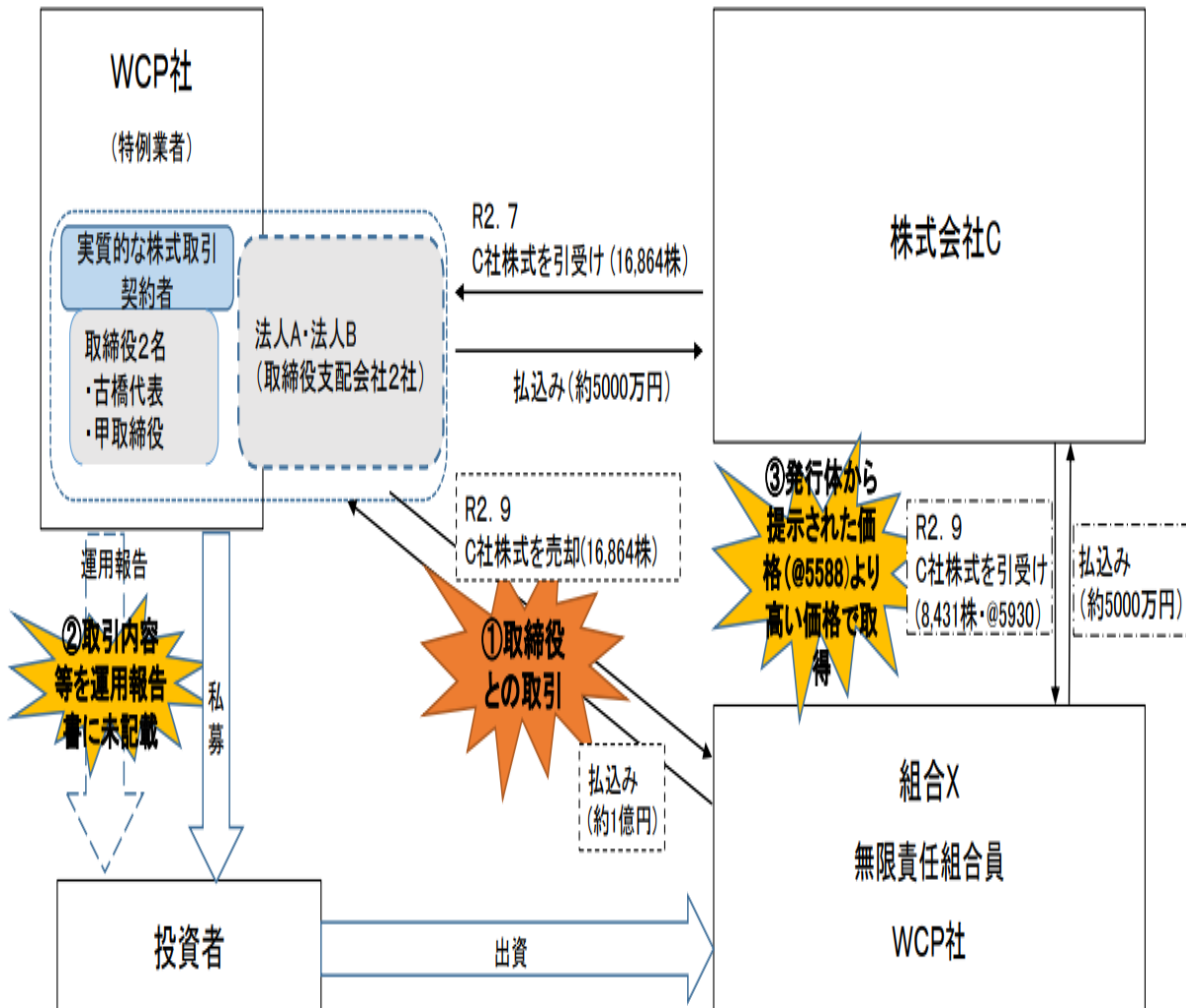 WCP社
(特例業者)
実質的な株式取引
契約者
取締役2名
・古橋代表
・甲取締役
法人A・法人B
(取締役支配会社2社)
R2.7
C社株式を引受け(16,864株)
払込み(約5000万円)
株式会社C
R2.9
C社株式を売却(16,864株)
①取締役
との取引
払込み
(約1億円)
③発行体から
提示された価
格(@5588)より
高い価格で取
得
R2.9
C社株式を引受け
(8,431株・@5930)
払込み
(約5000万円)
運用報告
②取引内容
等を運用報告
書に未記載
私
募
投資者
出資
組合X
無限責任組合員
WCP社